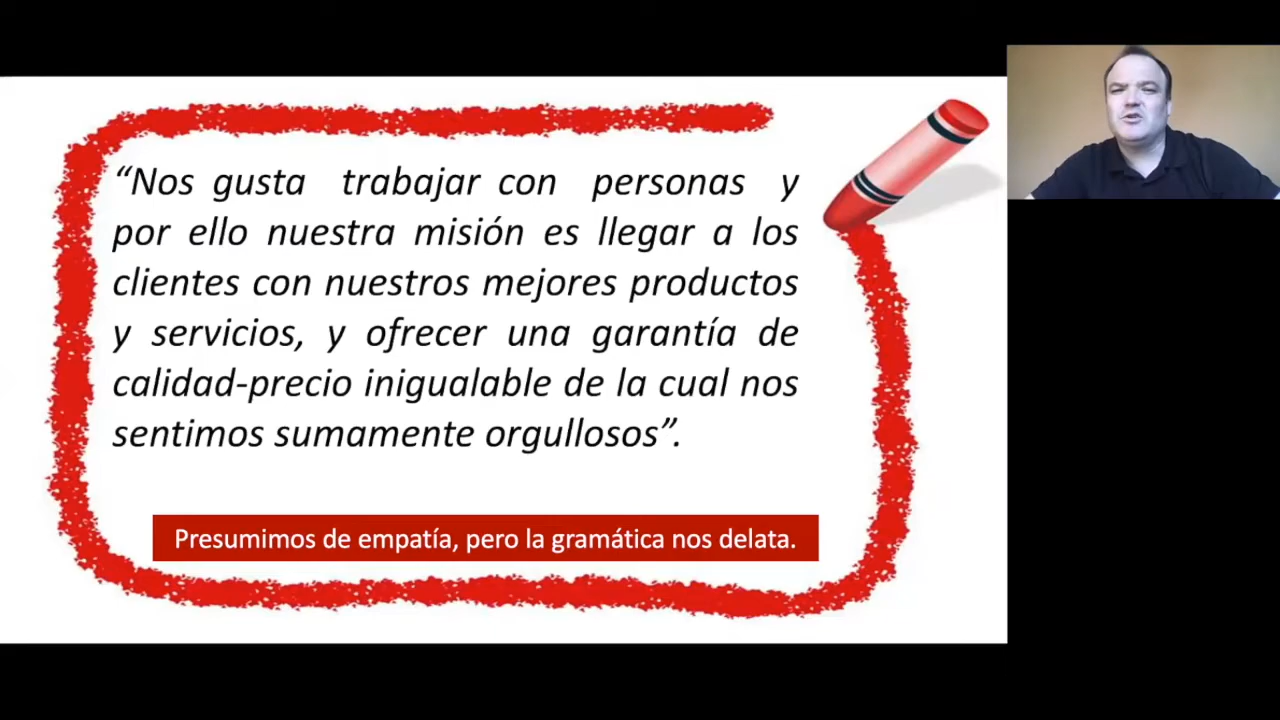 “Nos gusta trabajar con personas y
por ello nuestra misión es llegar a los
clientes con nuestros mejores productos
y servicios, y ofrecer una garantía de
calidad-precio inigualable de la cual nos
sentimos sumamente orgullosos”.
Presumimos de empatía, pero la gramática nos delata.